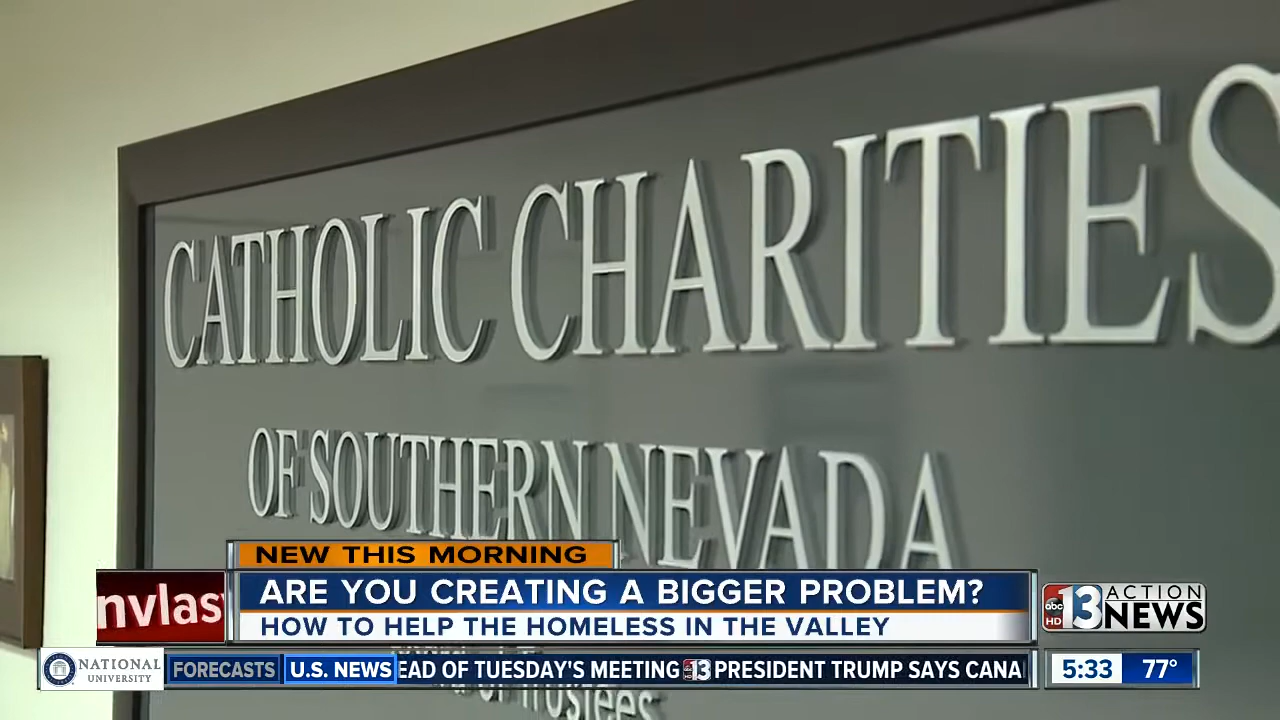 CATHOLIC CHARITIES
OF SOUTHERN NEVADA
Trustees
NEW THIS MORNING
nvlas
ARE YOU CREATING A BIGGER PROBLEM?
HOW TO HELP THE HOMELESS IN THE VALLEY
abc HD 13 ACTION NEWS
NATIONAL UNIVERSITY
FORECASTS
U.S. NEWS
EAD OF TUESDAY'S MEETING 13 PRESIDENT TRUMP SAYS CANA
5:33 77°